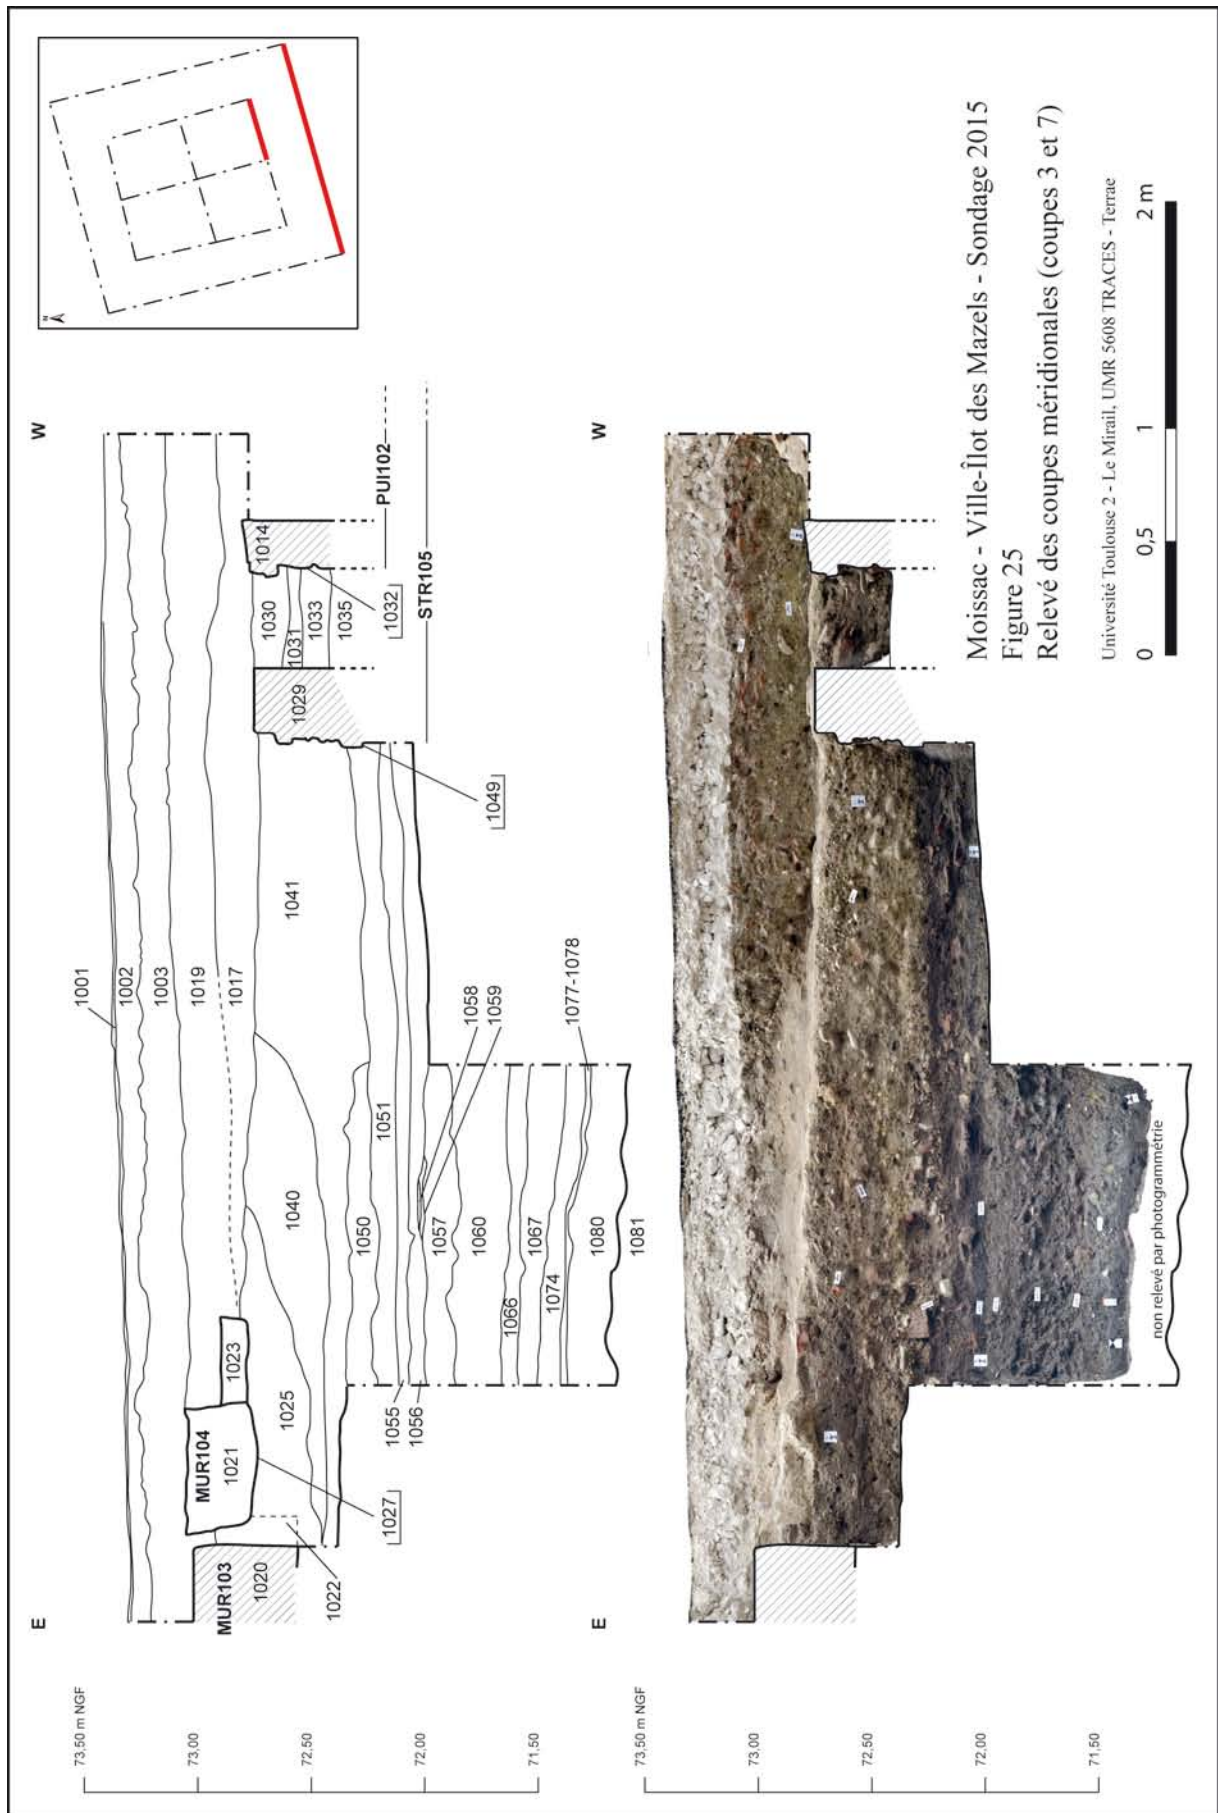 N
E
W
73,50 m NGF
73,00
72,50
72,00
71,50
1001
1002
1003
1019
1017
MUR103
1020
MUR104
1021
1023
1022
1027
1025
1040
1041
1029
1049
1030
1031
1033
1035
1032
1014
PUI102
STR105
1050
1051
1055
1056
1057
1058
1059
1060
1066
1067
1074
1077-1078
1080
1081
E
W
73,50 m NGF
73,00
72,50
72,00
71,50
non relevé par photogrammétrie
Moissac - Ville-Îlot des Mazels - Sondage 2015
Figure 25
Relevé des coupes méridionales (coupes 3 et 7)
Université Toulouse 2 - Le Mirail, UMR 5608 TRACES - Terrae
0 0,5 1 2 m